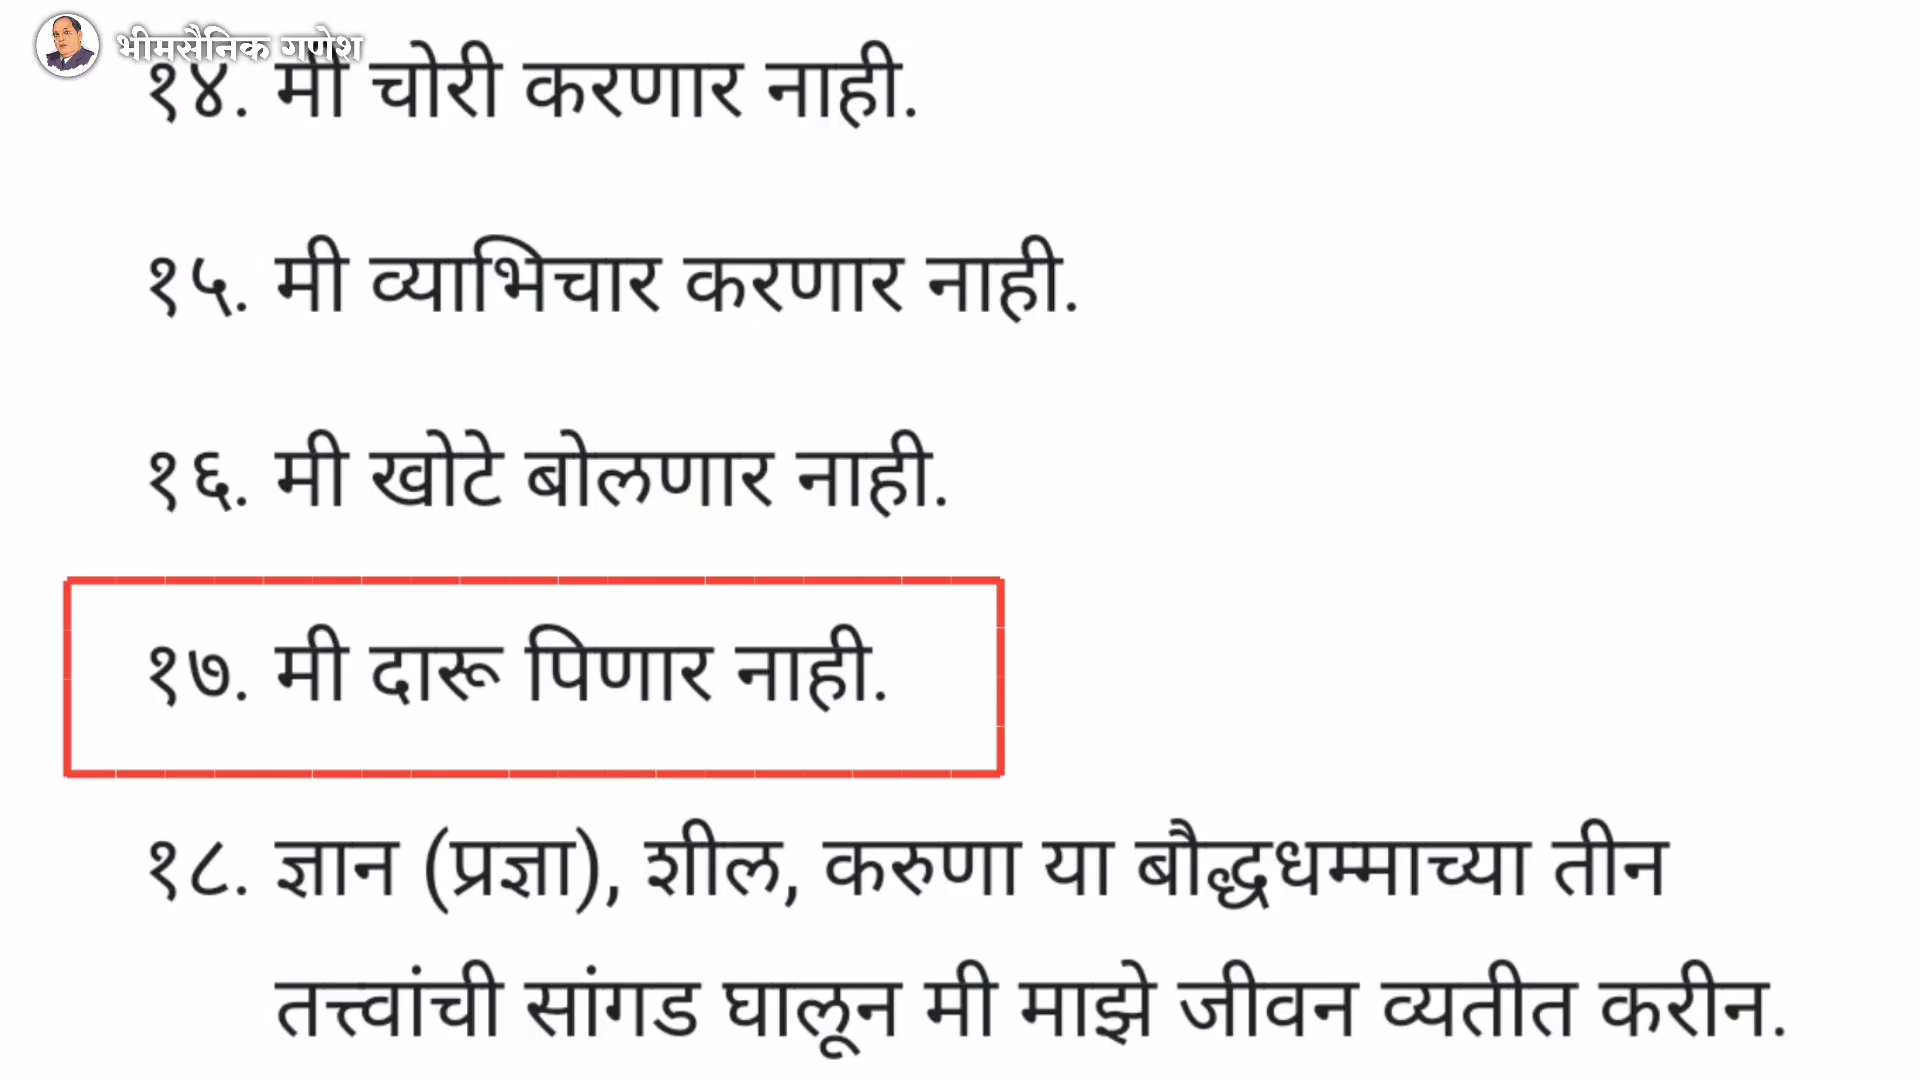 भीमसैनिक गणेश
१४. मी चोरी करणार नाही.
१५. मी व्याभिचार करणार नाही.
१६. मी खोटे बोलणार नाही.
१७. मी दारू पिणार नाही.
१८. ज्ञान (प्रज्ञा), शील, करुणा या बौद्धधम्माच्या तीन
तत्त्वांची सांगड घालून मी माझे जीवन व्यतीत करीन.